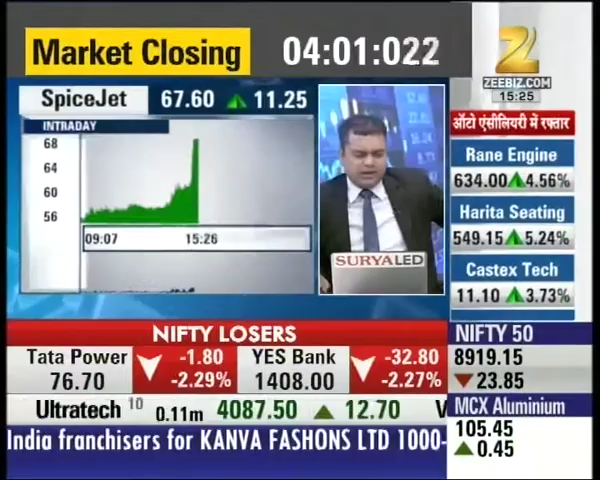 Market Closing
04:01:022
Z
ZEEBIZ.COM
15:25
SpiceJet 67.60 ▲ 11.25
INTRADAY
68
64
60
56
09:07 15:26
SURYA LED
ऑटो एंसीलियरी में रफ्तार
Rane Engine
634.00 ▲ 4.56%
Harita Seating
549.15 ▲ 5.24%
Castex Tech
11.10 ▲ 3.73%
NIFTY LOSERS
Tata Power
76.70
▼ -1.80
-2.29%
YES Bank
1408.00
▼ -32.80
-2.27%
NIFTY 50
8919.15
▼ 23.85
Ultratech 10 0.11m 4087.50 ▲ 12.70
MCX Aluminium
105.45
▲ 0.45
India franchisers for KANVA FASHONS LTD 1000-